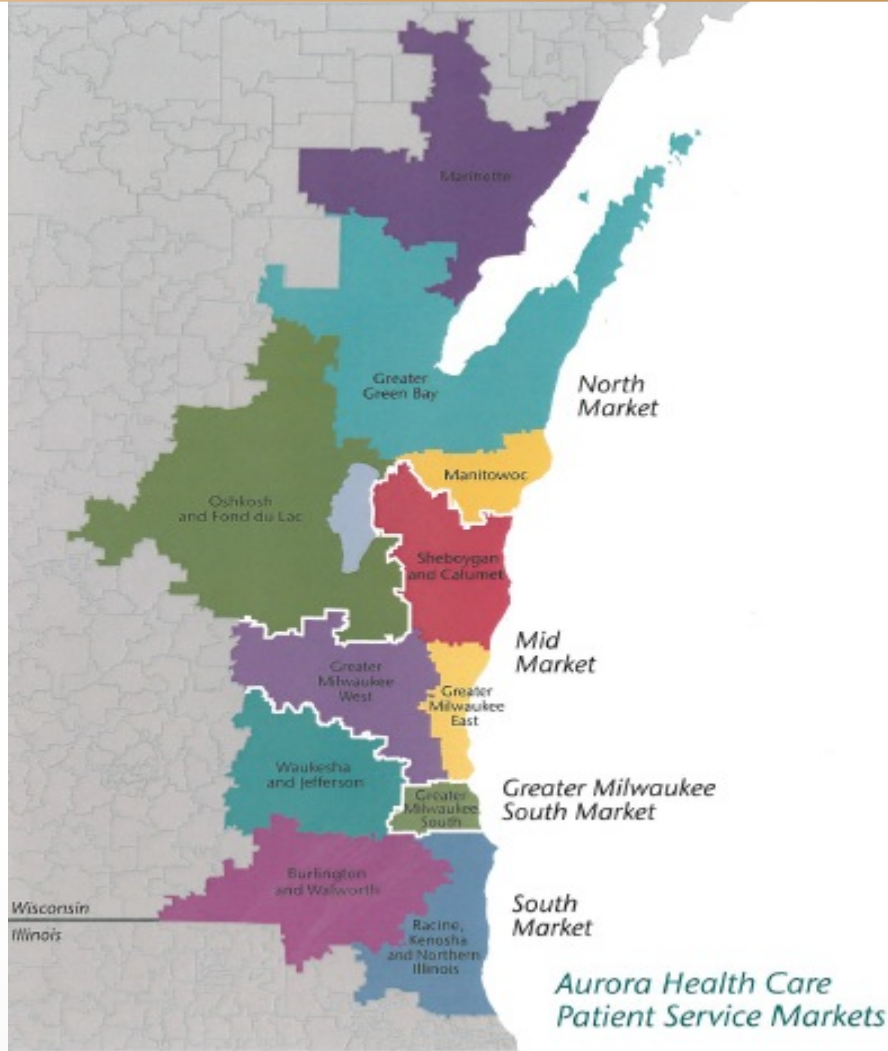 Marinette
Greater
Green Bay
North
Market
Manitowoc
Oshkosh
and Fond du Lac
Sheboygan
and Calumet
Mid
Market
Greater
Milwaukee
West
Greater
Milwaukee
East
Waukesha
and Jefferson
Greater
Milwaukee
South
Greater Milwaukee
South Market
Burlington
and Walworth
South
Market
Wisconsin
Illinois
Racine,
Kenosha
and Northern
Illinois
Aurora Health Care
Patient Service Markets